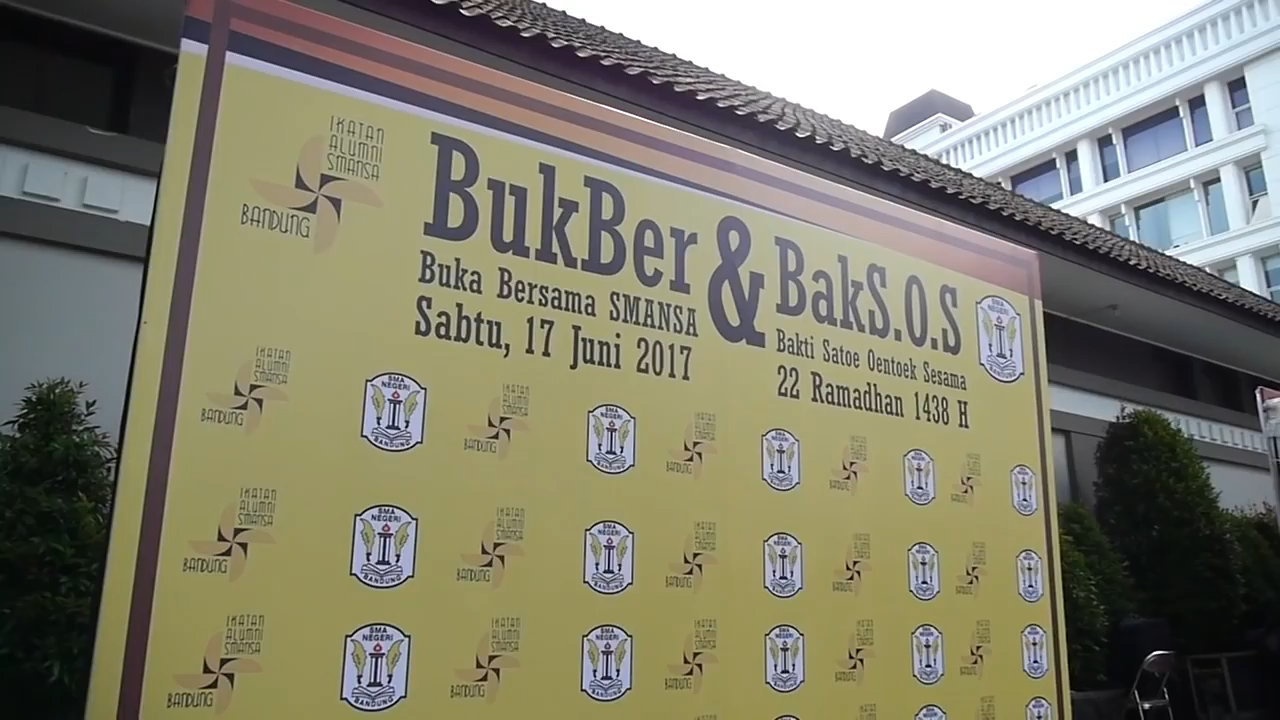 IKATAN
ALUMNI
SMANSA
BANDUNG
BukBer & BakS.O.S
Buka Bersama SMANSA
Sabtu, 17 Juni 2017
Bakti Satoe Oentoek Sesama
22 Ramadhan 1438 H
SMA
NEGERI
BANDUNG